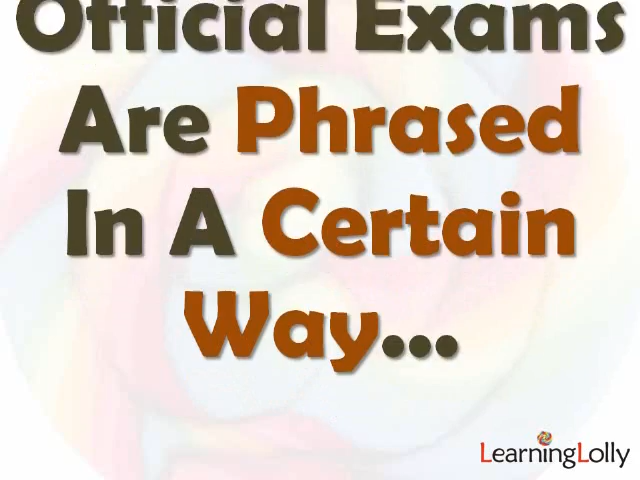 Official Exams
Are Phrased
In A Certain
Way...
LearningLolly